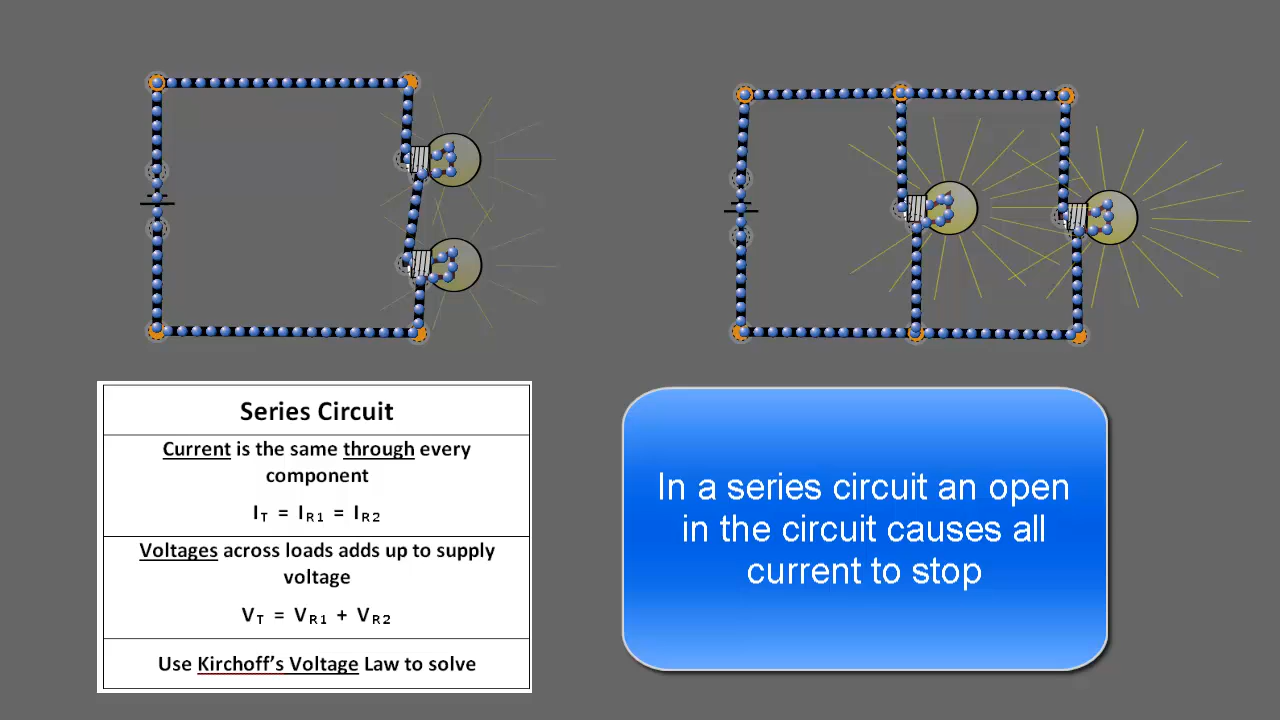 Series Circuit
Current is the same through every
component
IT = IR1 = IR2
Voltages across loads adds up to supply
voltage
VT = VR1 + VR2
Use Kirchoff's Voltage Law to solve
In a series circuit an open
in the circuit causes all
current to stop